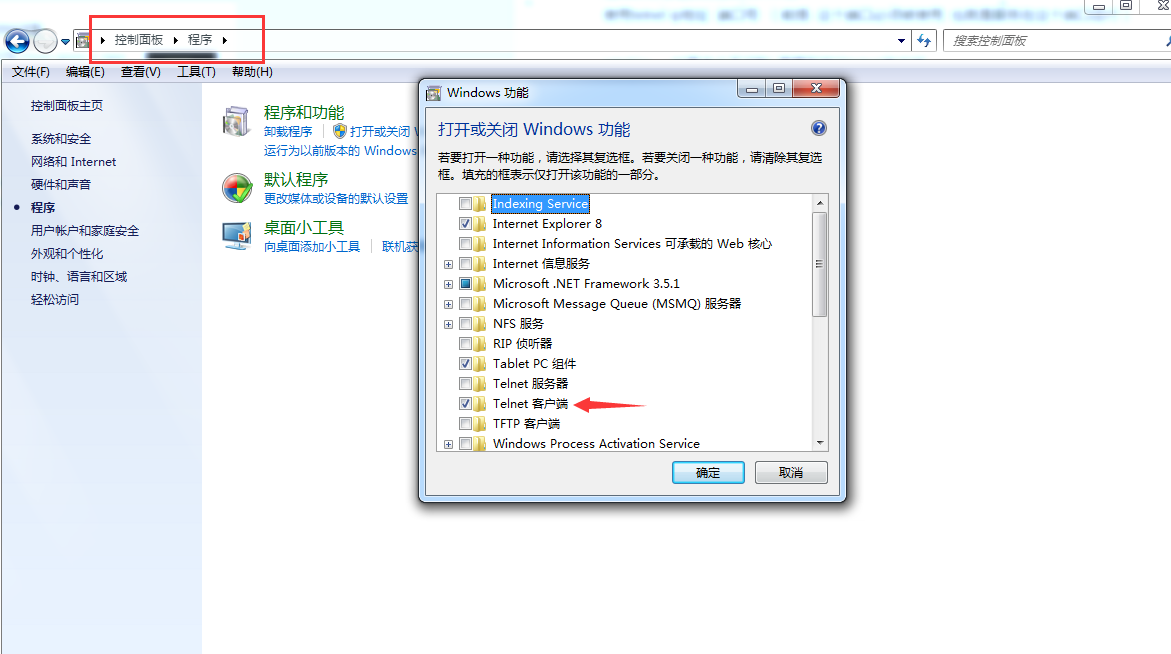 控制面板 程序
搜索控制面板
文件(F) 编辑(E) 查看(V) 工具(T) 帮助(H)
控制面板主页
系统和安全
网络和 Internet
硬件和声音
程序
用户帐户和家庭安全
外观和个性化
时钟、语言和区域
轻松访问
程序和功能
卸载程序 打开或关闭
运行为以前版本的 Windows
默认程序
更改媒体或设备的默认设置
桌面小工具
向桌面添加小工具 联机获
Windows 功能
打开或关闭 Windows 功能
若要打开一种功能，请选择其复选框。若要关闭一种功能，请清除其复选
框。填充的框表示仅打开该功能的一部分。
Indexing Service
Internet Explorer 8
Internet Information Services 可承载的 Web 核心
Internet 信息服务
Microsoft .NET Framework 3.5.1
Microsoft Message Queue (MSMQ) 服务器
NFS 服务
RIP 侦听器
Tablet PC 组件
Telnet 服务器
Telnet 客户端
TFTP 客户端
Windows Process Activation Service
确定 取消